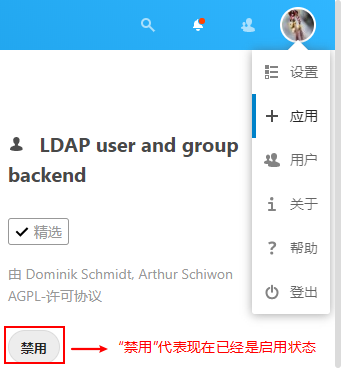 设置
应用
LDAP user and group
backend
用户
关于
精选
帮助
由 Dominik Schmidt, Arthur Schiwon
AGPL-许可协议
登出
禁用
“禁用”代表现在已经是启用状态